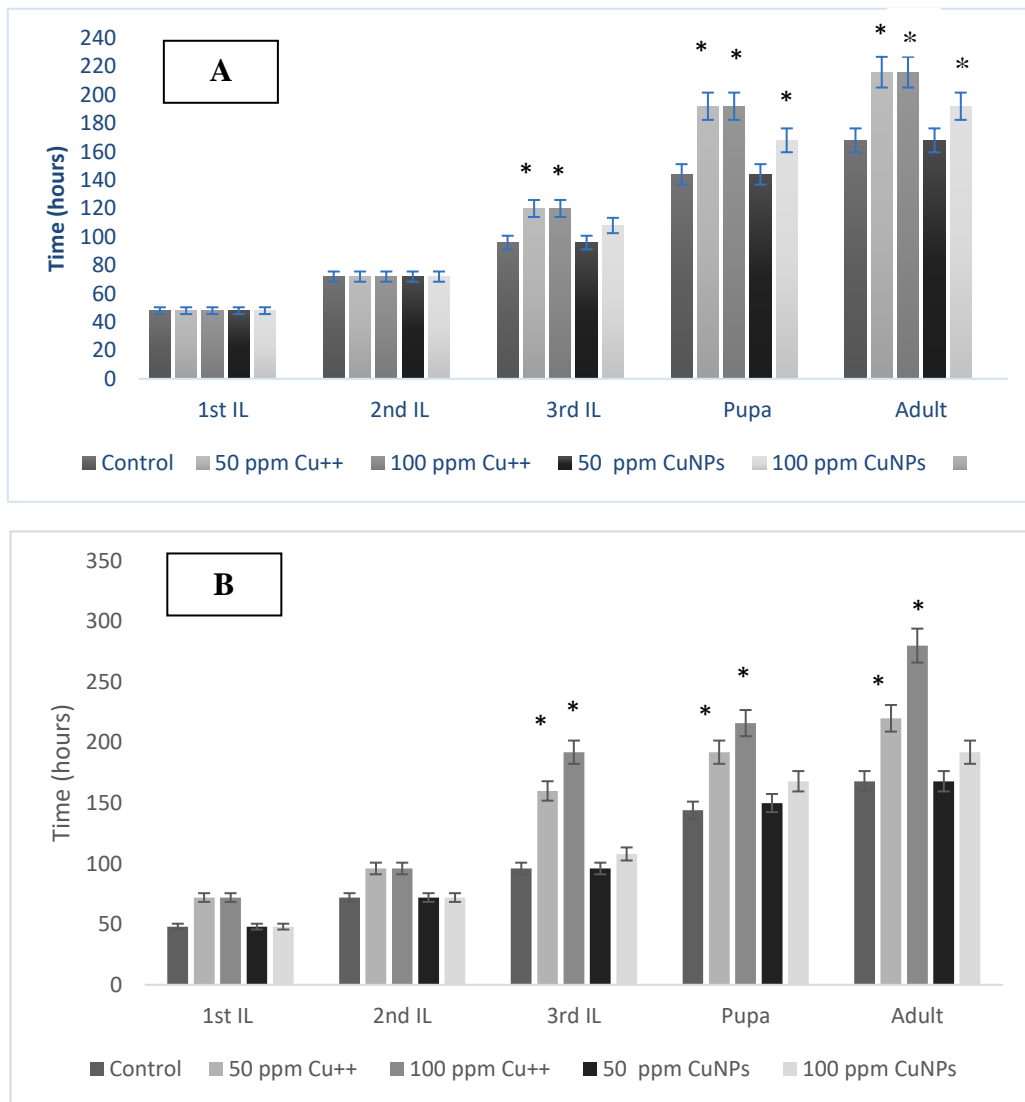 A
Time (hours)
240
220
200
180
160
140
120
100
80
60
40
20
0
* * * * * * * *
1st IL 2nd IL 3rd IL Pupa Adult
Control 50 ppm Cu++ 100 ppm Cu++ 50 ppm CuNPs 100 ppm CuNPs
B
Time (hours)
350
300
250
200
150
100
50
0
* * * * * *
1st IL 2nd IL 3rd IL Pupa Adult
Control 50 ppm Cu++ 100 ppm Cu++ 50 ppm CuNPs 100 ppm CuNPs